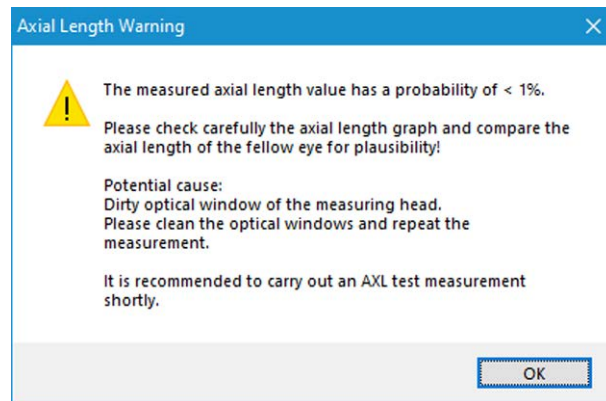 Axial Length Warning
The measured axial length value has a probability of < 1%.
Please check carefully the axial length graph and compare the
axial length of the fellow eye for plausibility!
Potential cause:
Dirty optical window of the measuring head.
Please clean the optical windows and repeat the
measurement.
It is recommended to carry out an AXL test measurement
shortly.
OK